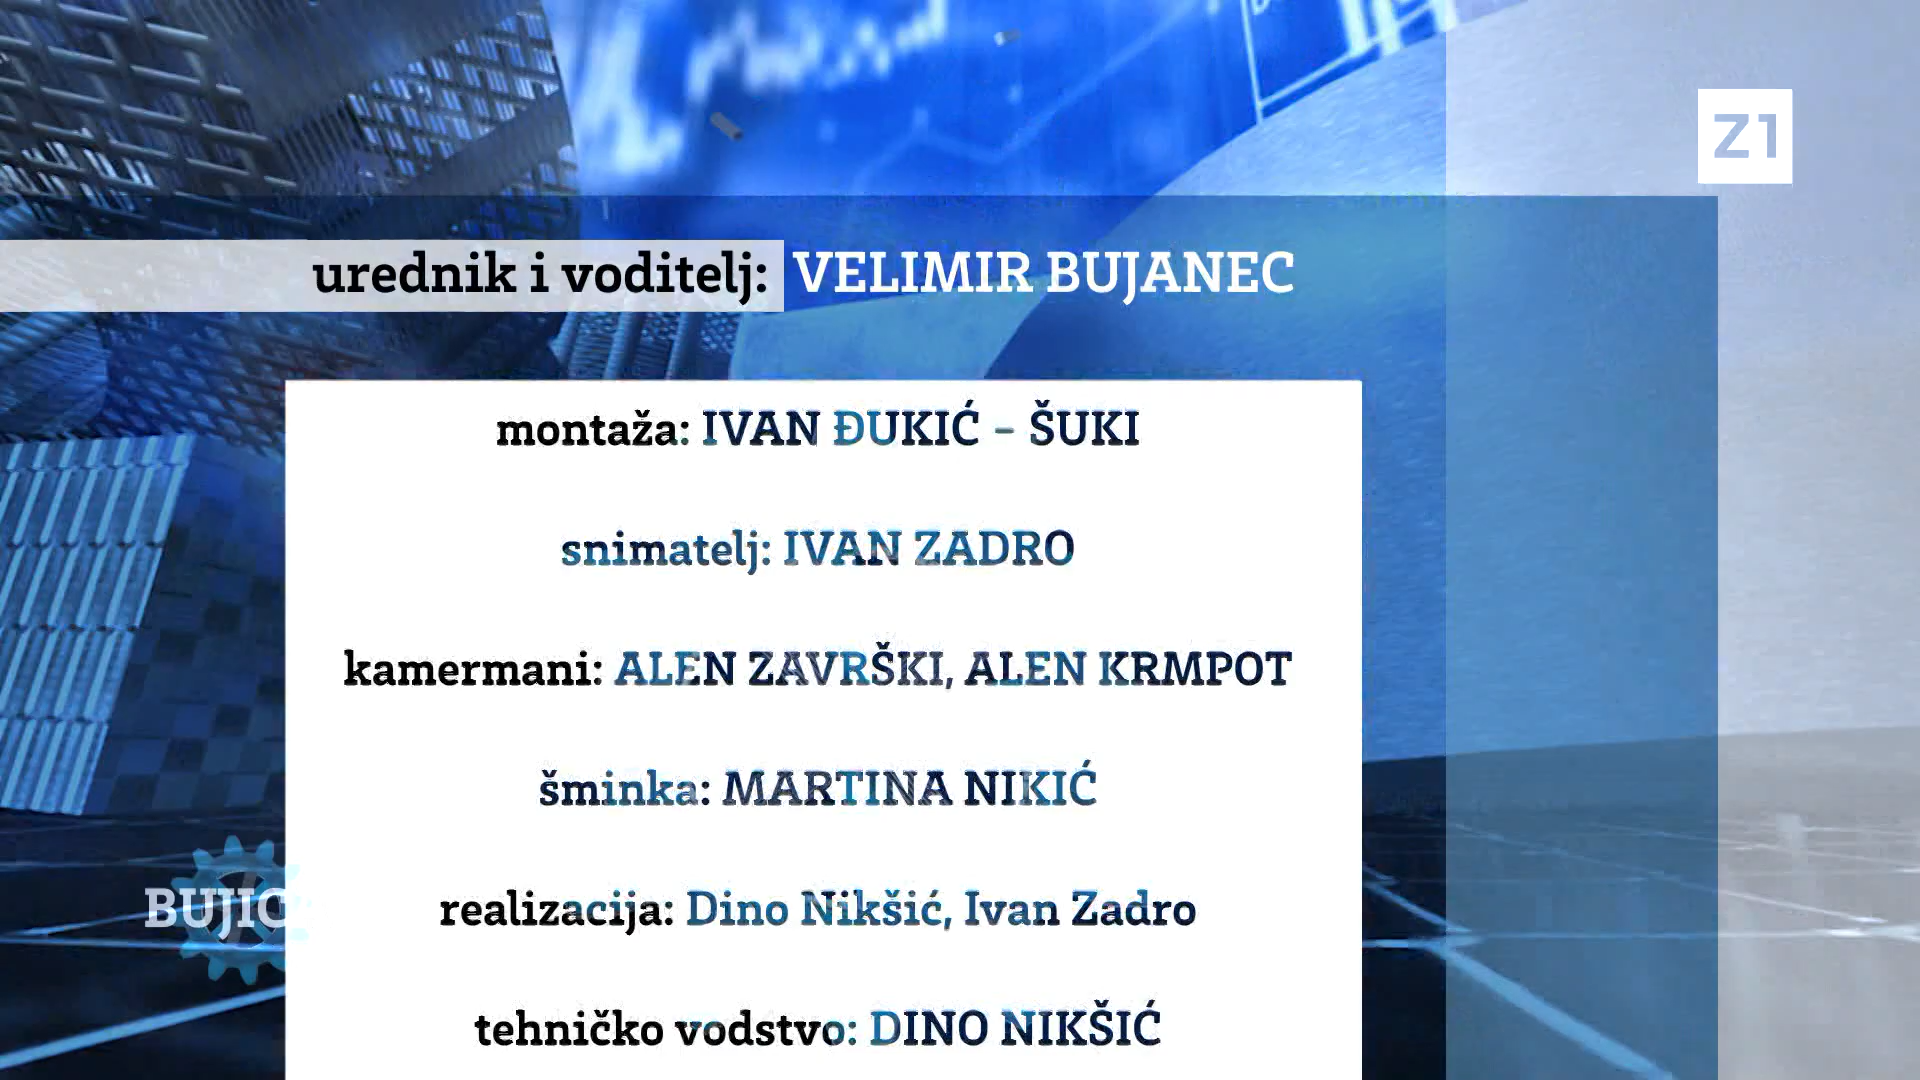 Z1
urednik i voditelj: VELIMIR BUJANEC
montaža: IVAN ĐUKIĆ – ŠUKI
snimatelj: IVAN ZADRO
kamermani: ALEN ZAVRŠKI, ALEN KRMPOT
šminka: MARTINA NIKIĆ
realizacija: Dino Nikšić, Ivan Zadro
tehničko vodstvo: DINO NIKŠIĆ